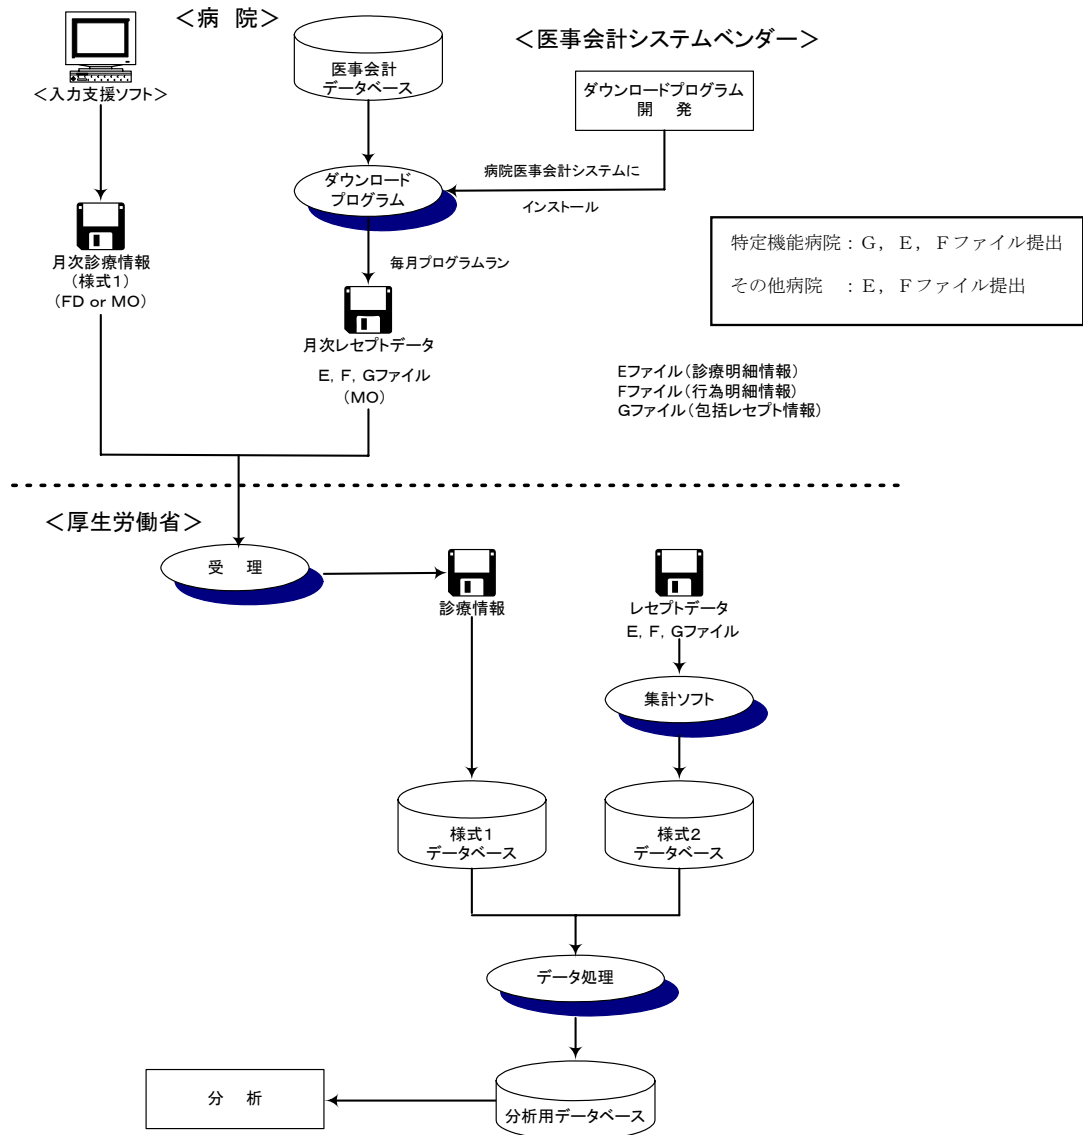 ＜病 院＞
＜医事会計システムベンダー＞
＜入力支援ソフト＞
医事会計
データベース
ダウンロードプログラム
開 発
ダウンロード
プログラム
病院医事会計システムに
インストール
月次診療情報
(様式1)
(FD or MO)
毎月プログラムラン
月次レセプトデータ
E, F, Gファイル
(MO)
特定機能病院：G，E，Fファイル提出
その他病院 ：E，Fファイル提出
Eファイル(診療明細情報)
Fファイル(行為明細情報)
Gファイル(包括レセプト情報)
＜厚生労働省＞
受 理
診療情報
レセプトデータ
E, F, Gファイル
集計ソフト
様式1
データベース
様式2
データベース
データ処理
分析用データベース
分 析